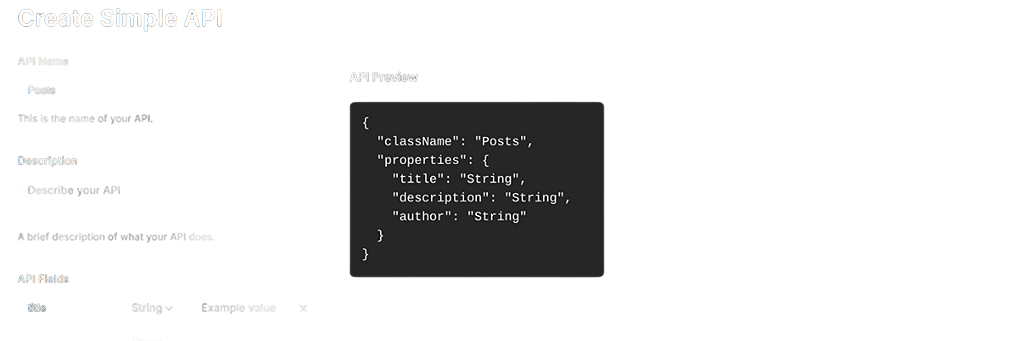 Create Simple API
API Name
Posts
This is the name of your API.
Description
Describe your API
A brief description of what your API does.
API Fields
title String Example value ×
API Preview
{
  "className": "Posts",
  "properties": {
    "title": "String",
    "description": "String",
    "author": "String"
  }
}